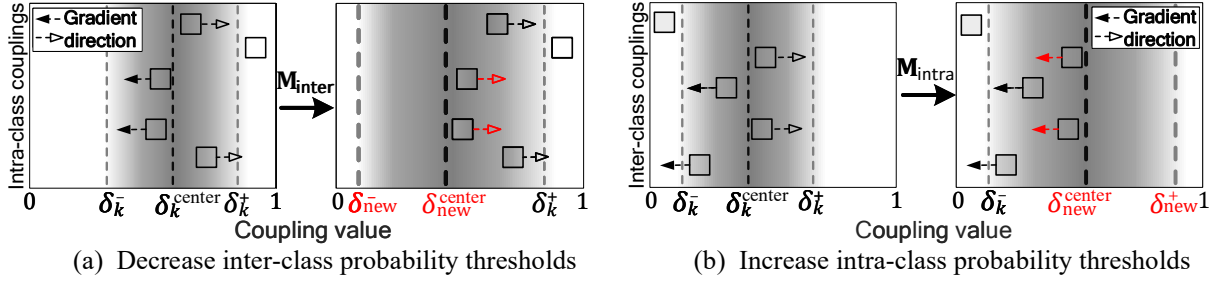 Gradient
direction
Intra-class couplings
M_inter
0 δ_k^- δ_k^center δ_k^+ 1
0 δ_new^- δ_new^center δ_k^+ 1
Coupling value
(a) Decrease inter-class probability thresholds
Gradient
direction
Inter-class couplings
M_intra
0 δ_k^- δ_k^center δ_k^+ 1
0 δ_k^- δ_new^center δ_new^+ 1
Coupling value
(b) Increase intra-class probability thresholds